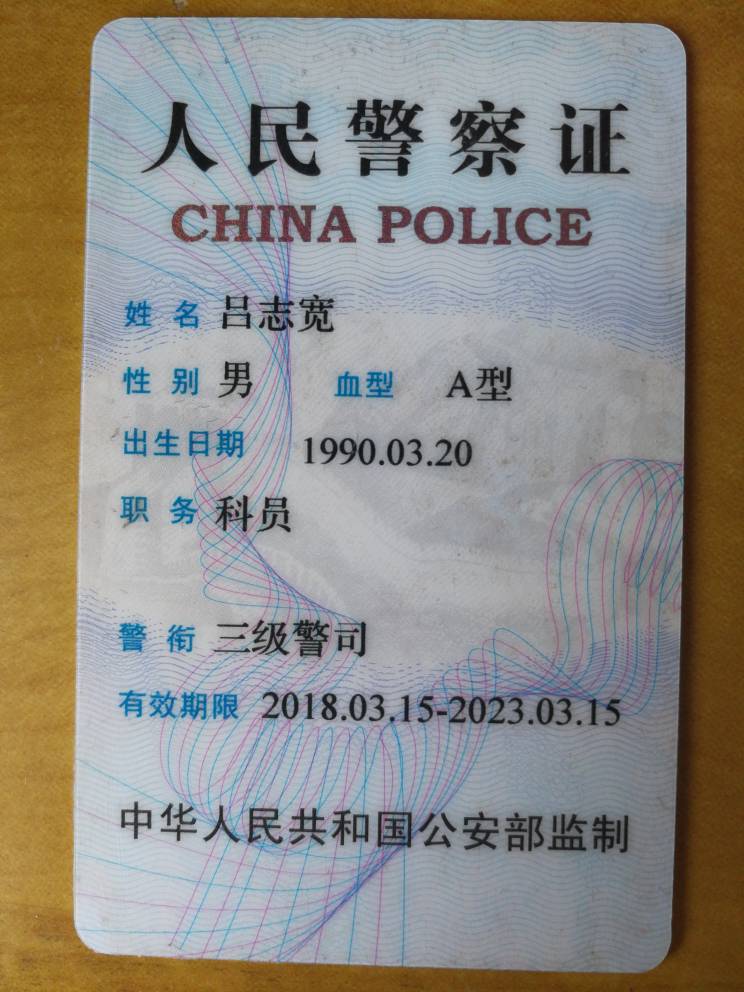 人民警察证
CHINA POLICE
姓 名 吕志宽
性 别 男 血型 A型
出生日期 1990.03.20
职 务 科员
警 衔 三级警司
有效期限 2018.03.15-2023.03.15
中华人民共和国公安部监制